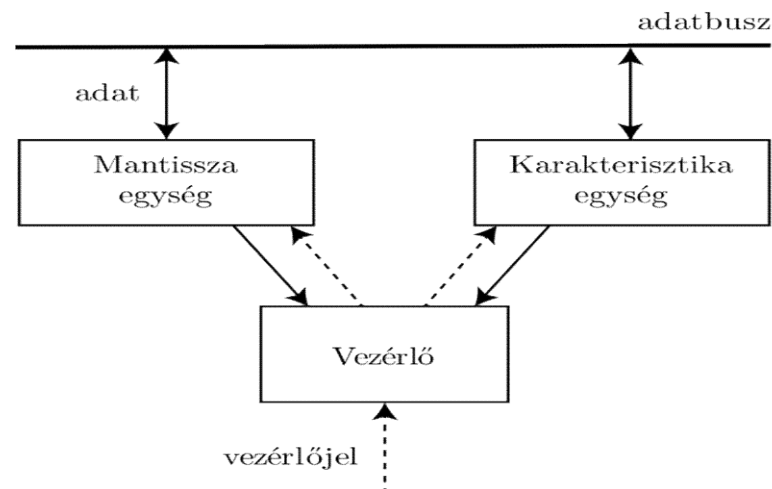 adatbusz
adat
Mantissza
egység
Karakterisztika
egység
Vezérlő
vezérlőjel